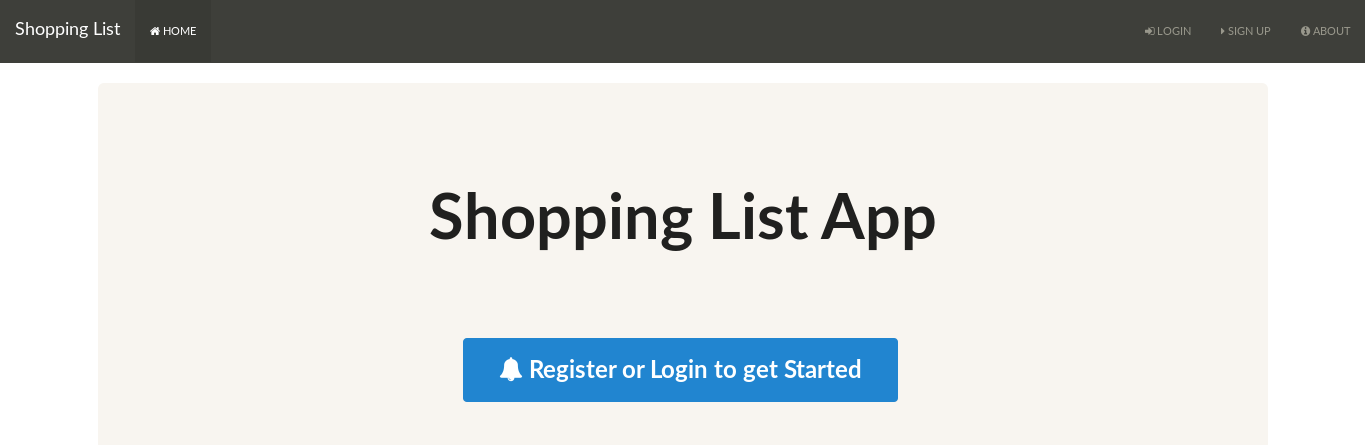 Shopping List
HOME
LOGIN
SIGN UP
ABOUT
Shopping List App
Register or Login to get Started